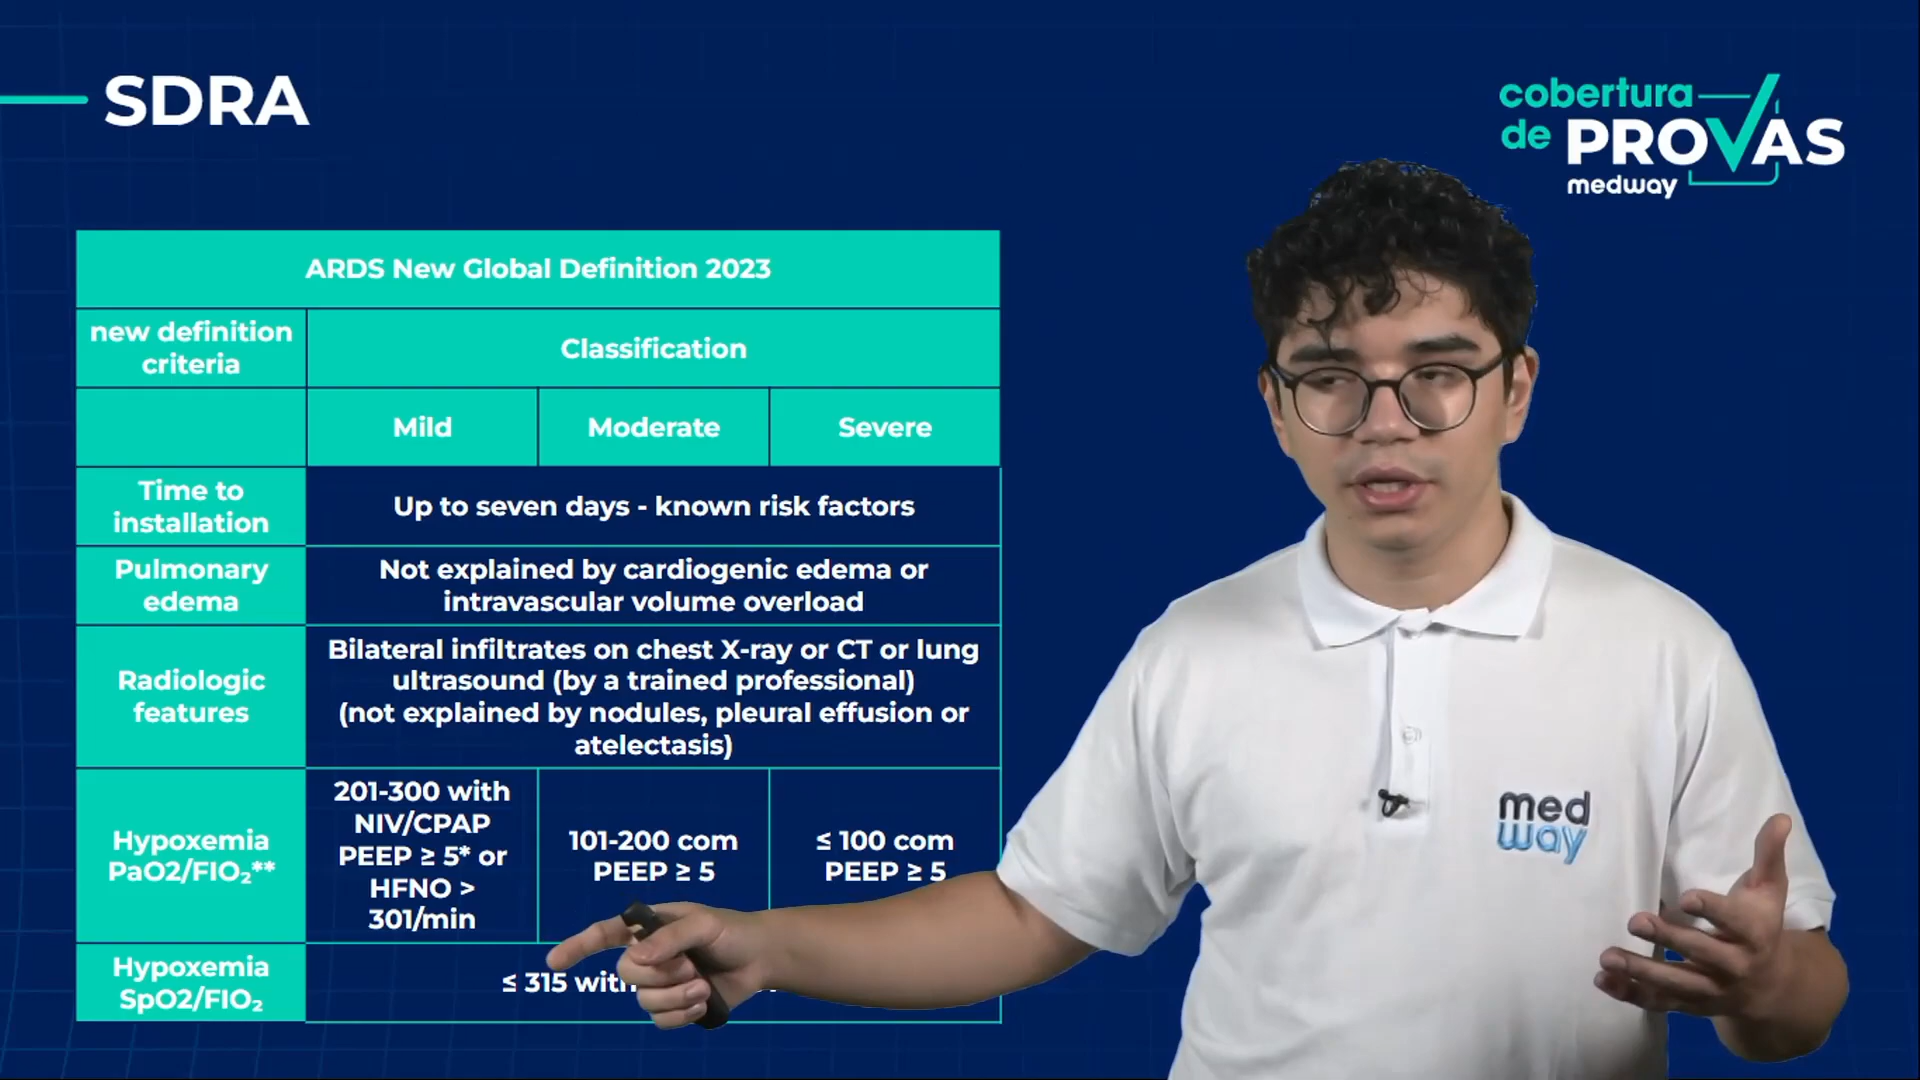 SDRA
cobertura
de PROVAS
medway
ARDS New Global Definition 2023
new definition
criteria
Classification
Mild
Moderate
Severe
Time to
installation
Up to seven days - known risk factors
Pulmonary
edema
Not explained by cardiogenic edema or
intravascular volume overload
Radiologic
features
Bilateral infiltrates on chest X-ray or CT or lung
ultrasound (by a trained professional)
(not explained by nodules, pleural effusion or
atelectasis)
Hypoxemia
PaO2/FIO₂**
201-300 with
NIV/CPAP
PEEP ≥ 5* or
HFNO >
301/min
101-200 com
PEEP ≥ 5
≤ 100 com
PEEP ≥ 5
Hypoxemia
SpO2/FIO₂
≤ 315 with
med
way